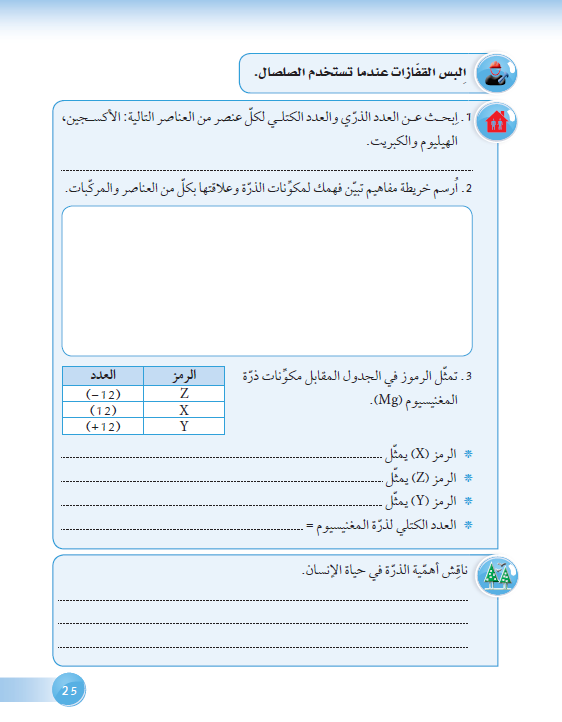 اِلبس القفّازات عندما تستخدم الصلصال.
1. اِبحث عن العدد الذرّي والعدد الكتلي لكلّ عنصر من العناصر التالية: الأكسجين،
الهيليوم والكبريت.
2. اُرسم خريطة مفاهيم تبيّن فهمك لمكوّنات الذرّة وعلاقتها بكلّ من العناصر والمركّبات.
3. تمثّل الرموز في الجدول المقابل مكوّنات ذرّة
المغنيسيوم (Mg).
الرمز العدد
Z (−12)
X (12)
Y (+12)
* الرمز (X) يمثّل
* الرمز (Z) يمثّل
* الرمز (Y) يمثّل
* العدد الكتلي لذرّة المغنيسيوم =
ناقِش أهمّية الذرّة في حياة الإنسان.
25